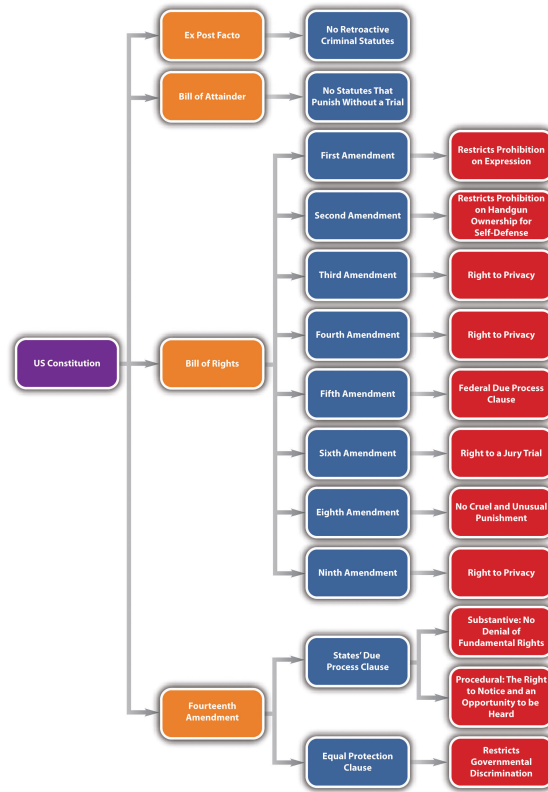 Ex Post Facto
No Retroactive
Criminal Statutes
Bill of Attainder
No Statutes That
Punish Without a Trial
First Amendment
Restricts Prohibition
on Expression
Second Amendment
Restricts Prohibition
on Handgun
Ownership for
Self-Defense
Third Amendment
Right to Privacy
US Constitution
Bill of Rights
Fourth Amendment
Right to Privacy
Fifth Amendment
Federal Due Process
Clause
Sixth Amendment
Right to a Jury Trial
Eighth Amendment
No Cruel and Unusual
Punishment
Ninth Amendment
Right to Privacy
Fourteenth
Amendment
States’ Due
Process Clause
Substantive: No
Denial of
Fundamental Rights
Procedural: The Right
to Notice and an
Opportunity to be
Heard
Equal Protection
Clause
Restricts
Governmental
Discrimination